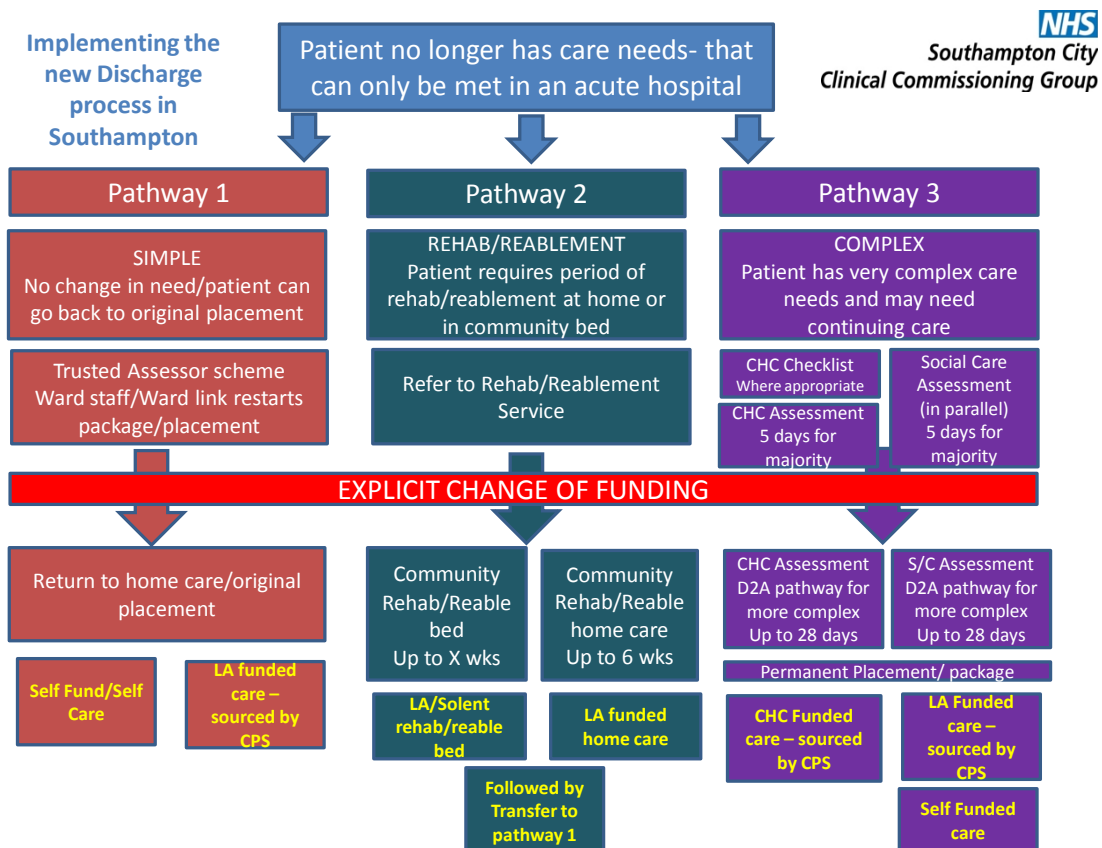 Implementing the
new Discharge
process in
Southampton
Patient no longer has care needs- that
can only be met in an acute hospital
NHS
Southampton City
Clinical Commissioning Group
Pathway 1
SIMPLE
No change in need/patient can
go back to original placement
Trusted Assessor scheme
Ward staff/Ward link restarts
package/placement
Pathway 2
REHAB/REABLEMENT
Patient requires period of
rehab/reablement at home or
in community bed
Refer to Rehab/Reablement
Service
Pathway 3
COMPLEX
Patient has very complex care
needs and may need
continuing care
CHC Checklist
Where appropriate
CHC Assessment
5 days for
majority
Social Care
Assessment
(in parallel)
5 days for
majority
EXPLICIT CHANGE OF FUNDING
Return to home care/original
placement
Self Fund/Self
Care
LA funded
care –
sourced by
CPS
Community
Rehab/Reable
bed
Up to X wks
Community
Rehab/Reable
home care
Up to 6 wks
LA/Solent
rehab/reable
bed
LA funded
home care
Followed by
Transfer to
pathway 1
CHC Assessment
D2A pathway for
more complex
Up to 28 days
S/C Assessment
D2A pathway for
more complex
Up to 28 days
Permanent Placement/ package
CHC Funded
care – sourced
by CPS
LA Funded
care –
sourced by
CPS
Self Funded
care